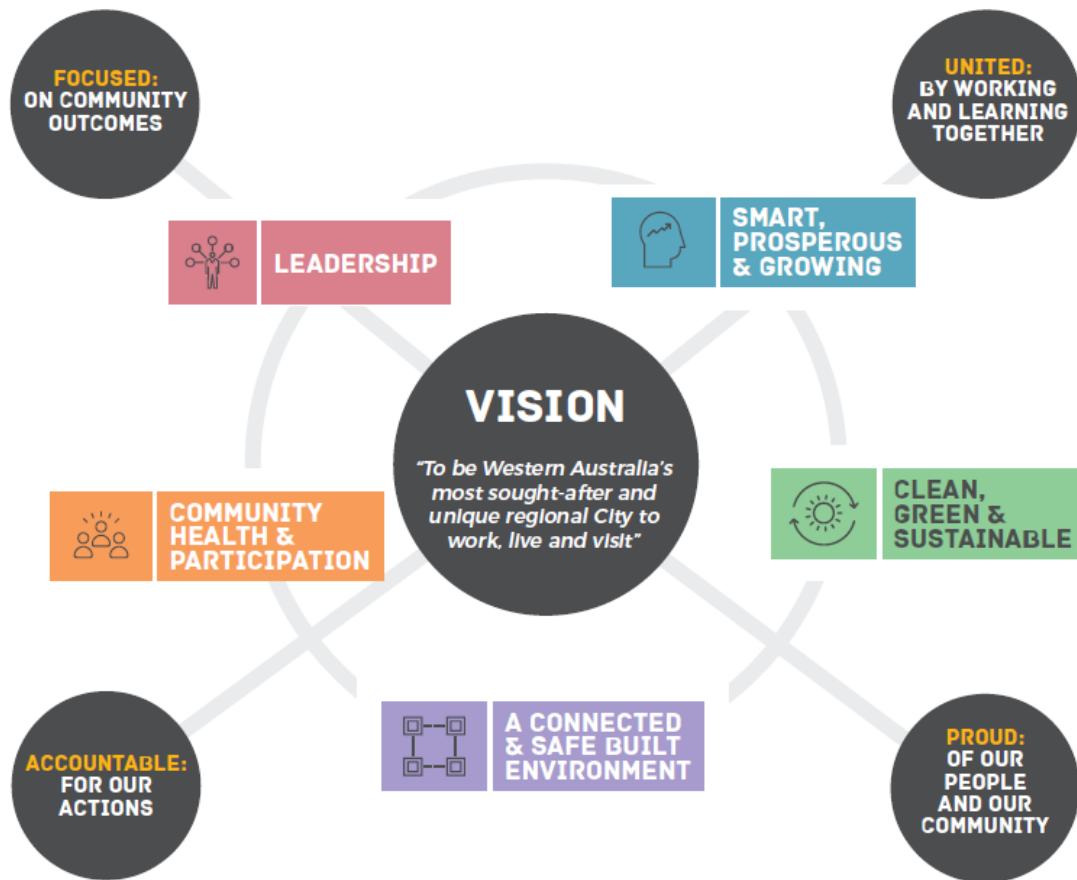 FOCUSED:
ON COMMUNITY
OUTCOMES
UNITED:
BY WORKING
AND LEARNING
TOGETHER
LEADERSHIP
SMART,
PROSPEROUS
& GROWING
VISION
"To be Western Australia's
most sought-after and
unique regional City to
work, live and visit"
COMMUNITY
HEALTH &
PARTICIPATION
CLEAN,
GREEN &
SUSTAINABLE
A CONNECTED
& SAFE BUILT
ENVIRONMENT
ACCOUNTABLE:
FOR OUR
ACTIONS
PROUD:
OF OUR
PEOPLE
AND OUR
COMMUNITY